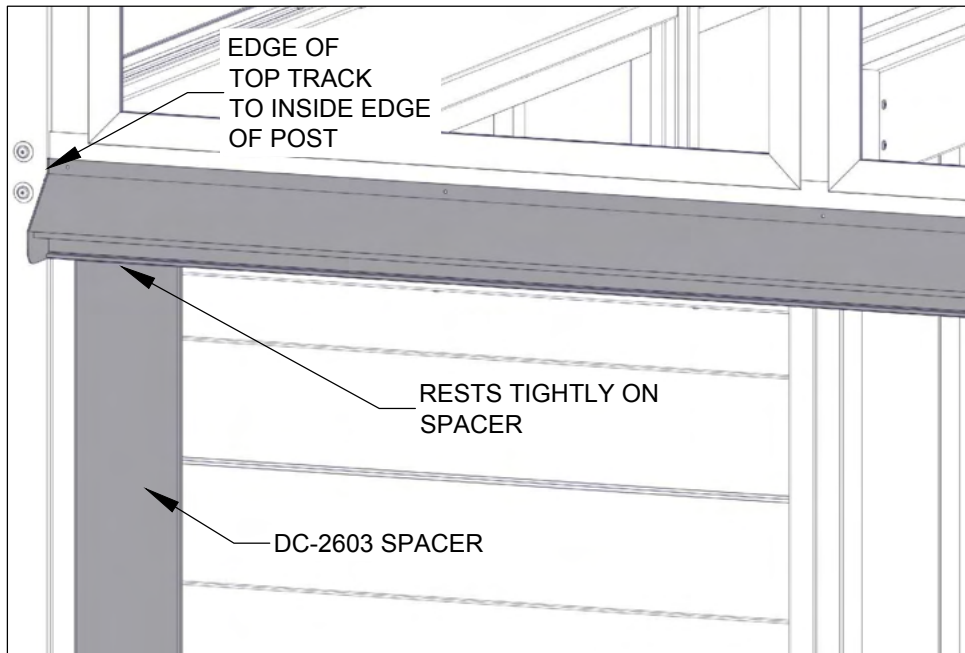 EDGE OF
TOP TRACK
TO INSIDE EDGE
OF POST
RESTS TIGHTLY ON
SPACER
DC-2603 SPACER